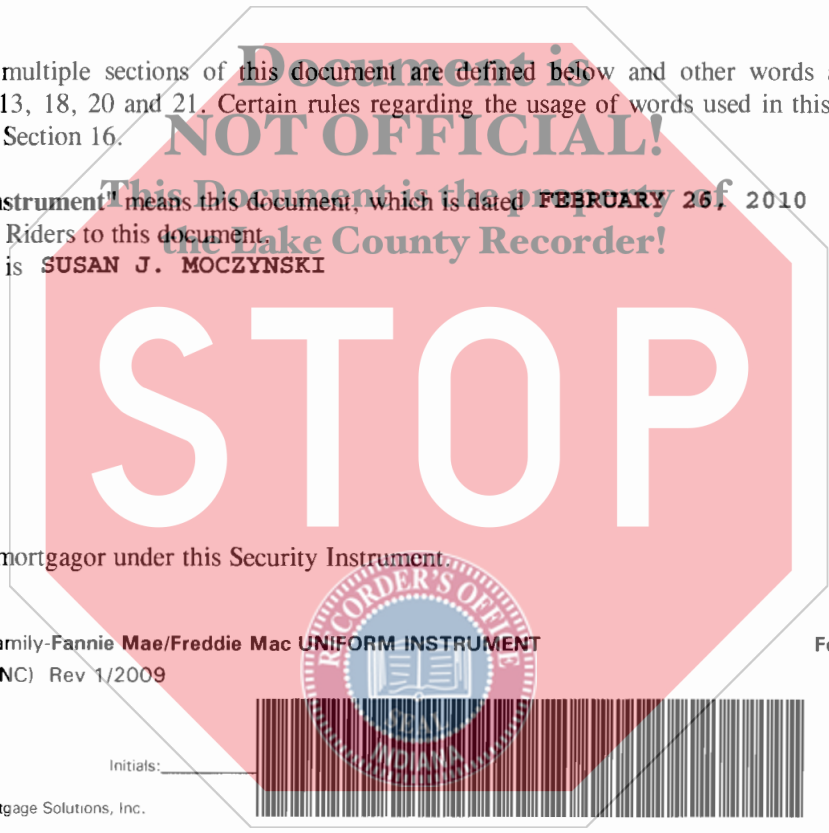 multiple sections of this document are defined below and other words
13, 18, 20 and 21. Certain rules regarding the usage of words used in this
Section 16.
Document is
NOT OFFICIAL!
This Document is the property of
the Lake County Recorder!
strument" means this document, which is dated FEBRUARY 26, 2010
Riders to this document.
is SUSAN J. MOCZYNSKI
STOP
mortgagor under this Security Instrument.
RECORDER'S OFFICE
SEAL
INDIANA
amily-Fannie Mae/Freddie Mac UNIFORM INSTRUMENT
NC) Rev 1/2009
Initials:
tgage Solutions, Inc.